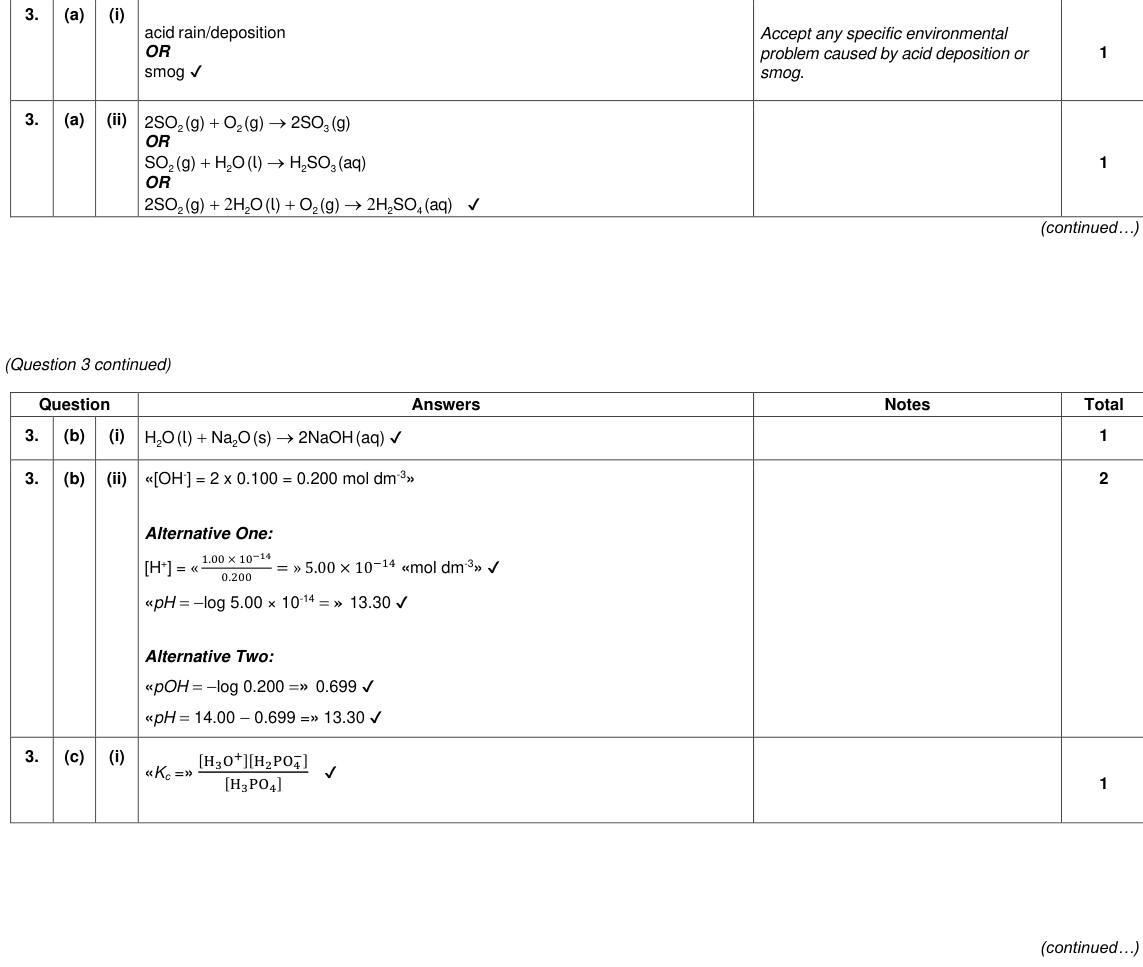 3. (a) (i)
acid rain/deposition
OR
smog ✓
Accept any specific environmental
problem caused by acid deposition or
smog.
1
3. (a) (ii)
2SO₂(g) + O₂(g) → 2SO₃(g)
OR
SO₂(g) + H₂O(l) → H₂SO₃(aq)
OR
2SO₂(g) + 2H₂O(l) + O₂(g) → 2H₂SO₄(aq) ✓
1
(continued…)
(Question 3 continued)
Question Answers Notes Total
3. (b) (i) H₂O(l) + Na₂O(s) → 2NaOH(aq) ✓ 1
3. (b) (ii) «[OH⁻] = 2 x 0.100 = 0.200 mol dm⁻³» 2
Alternative One:
[H⁺] = « 1.00 × 10⁻¹⁴ / 0.200 = » 5.00 × 10⁻¹⁴ «mol dm⁻³» ✓
«pH = −log 5.00 × 10⁻¹⁴ = » 13.30 ✓
Alternative Two:
«pOH = −log 0.200 =» 0.699 ✓
«pH = 14.00 − 0.699 =» 13.30 ✓
3. (c) (i)
«Kc =» [H₃O⁺][H₂PO₄⁻] / [H₃PO₄] ✓
1
(continued…)